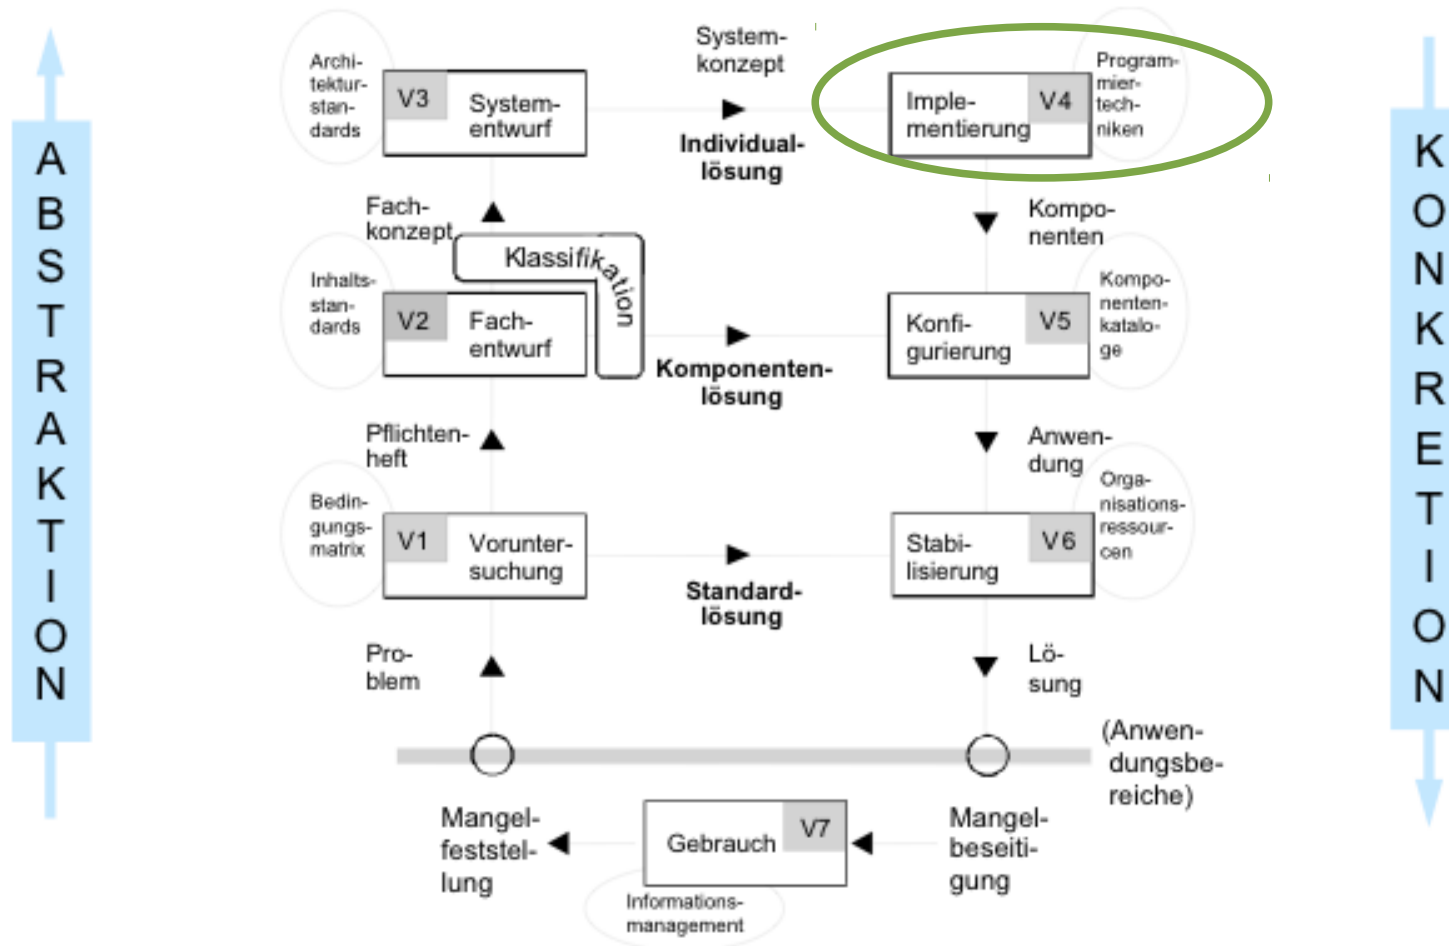 A
B
S
T
R
A
K
T
I
O
N
Archi-
tektur-
stan-
dards
V3
System-
entwurf
System-
konzept
Individual-
lösung
Imple-
mentierung
V4
Program-
mier-
tech-
niken
Fach-
konzept
Klassifikation
Kompo-
nenten
Inhalts-
stan-
dards
V2
Fach-
entwurf
Komponenten-
lösung
Konfi-
gurierung
V5
Kompo-
nenten-
katalo-
ge
Pflichten-
heft
Anwen-
dung
Bedin-
gungs-
matrix
V1
Vorunter-
suchung
Standard-
lösung
Stabi-
lisierung
V6
Orga-
nisations-
ressour-
cen
Pro-
blem
Lö-
sung
(Anwen-
dungsbe-
reiche)
Mangel-
feststel-
lung
Gebrauch
V7
Mangel-
beseiti-
gung
Informations-
management
K
O
N
K
R
E
T
I
O
N